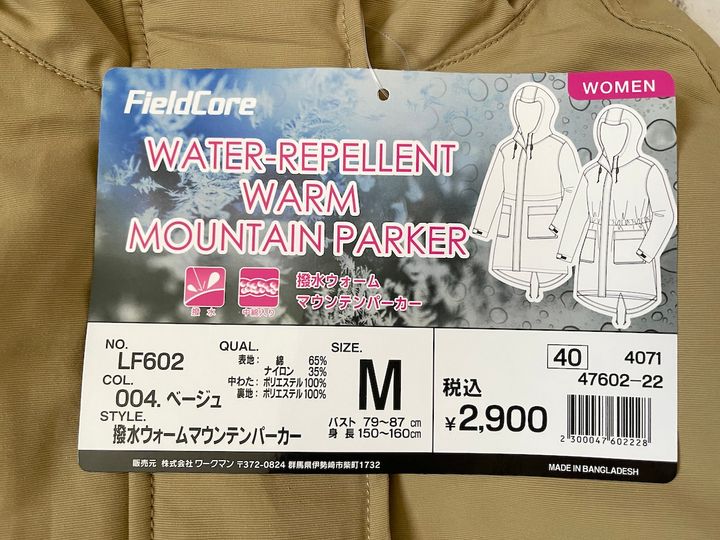 WOMEN
FieldCore
WATER-REPELLENT
WARM
MOUNTAIN PARKER
撥水
中綿入り
撥水ウォーム
マウンテンパーカー
NO.
LF602
COL.
004. ベージュ
STYLE.
撥水ウォームマウンテンパーカー
QUAL.
表地: 綿 65%
ナイロン 35%
中わた: ポリエステル100%
裏地: ポリエステル100%
SIZE.
M
バスト 79~87 cm
身長 150~160cm
税込
¥2,900
40 4071
47602-22
2300047602228
販売元 株式会社 ワークマン 〒372-0824 群馬県伊勢崎市柴町1732
MADE IN BANGLADESH